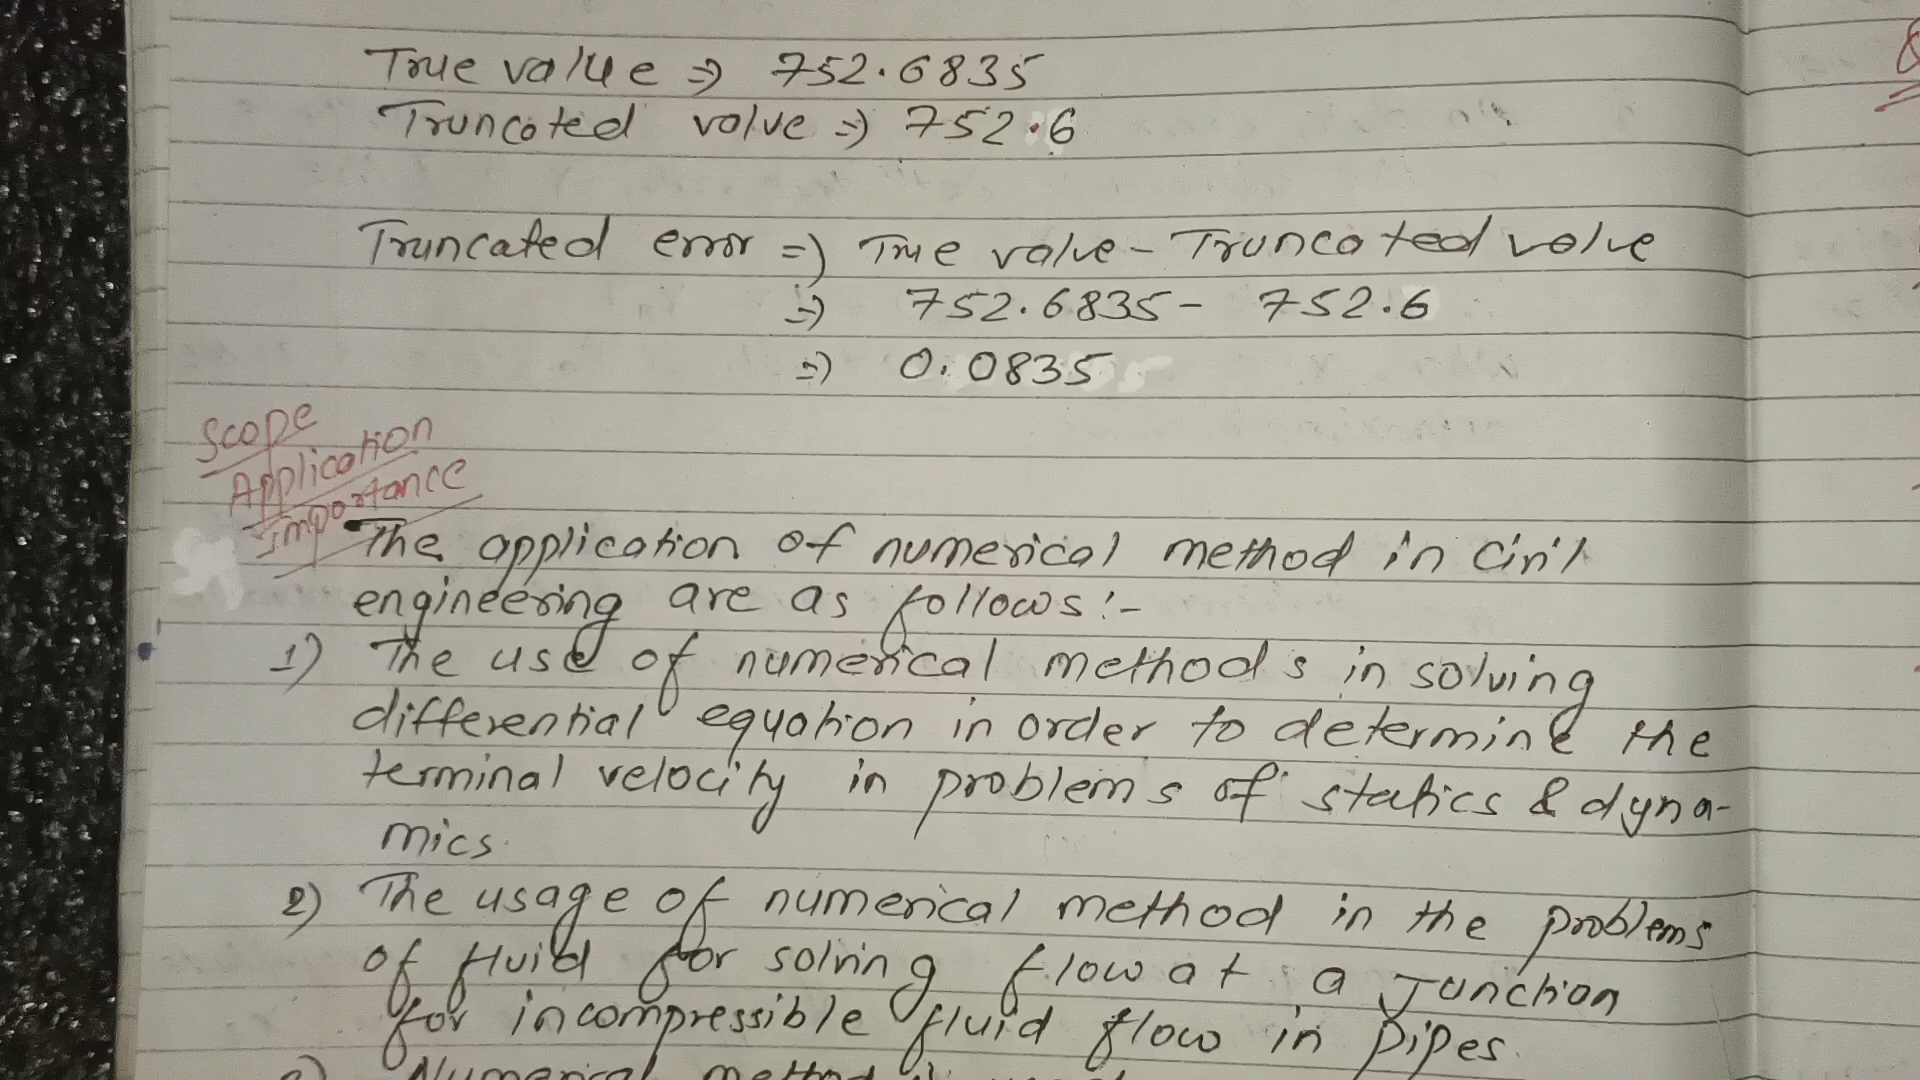 True value ⇒ 752.6835
Truncated value ⇒ 752.6
Truncated error ⇒ True value - Truncated value
⇒ 752.6835 - 752.6
⇒ 0.0835
Scope
Application
Importance
The application of numerical method in Civil
engineering are as follows:-
1) The use of numerical methods in solving
differential equation in order to determine the
terminal velocity in problems of statics & dyna-
mics.
2) The usage of numerical method in the problems
of fluid for solving flow at a Junction
for incompressible fluid flow in pipes.
Numerical method